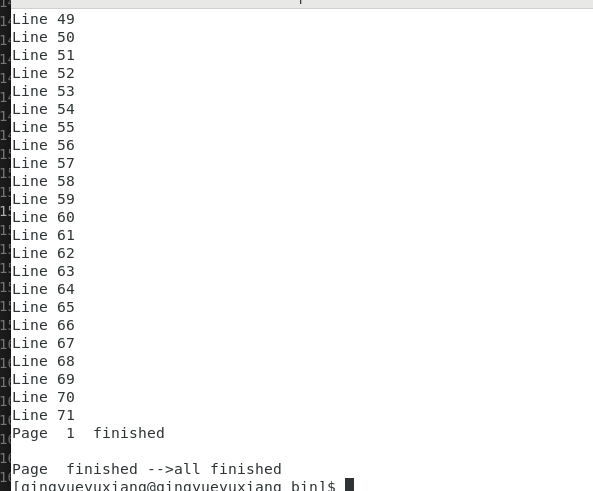 Line 49
Line 50
Line 51
Line 52
Line 53
Line 54
Line 55
Line 56
Line 57
Line 58
Line 59
Line 60
Line 61
Line 62
Line 63
Line 64
Line 65
Line 66
Line 67
Line 68
Line 69
Line 70
Line 71
Page  1  finished
Page  finished -->all finished
[qingyueyuxiang@qingyueyuxiang bin]$